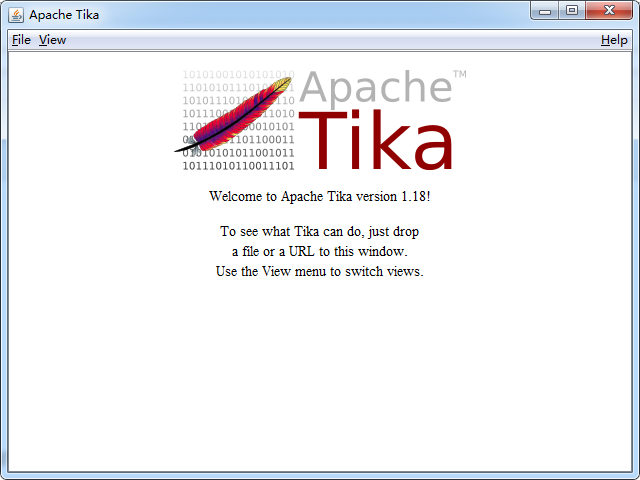 Apache Tika
File View Help
Apache™
Tika
Welcome to Apache Tika version 1.18!
To see what Tika can do, just drop
a file or a URL to this window.
Use the View menu to switch views.